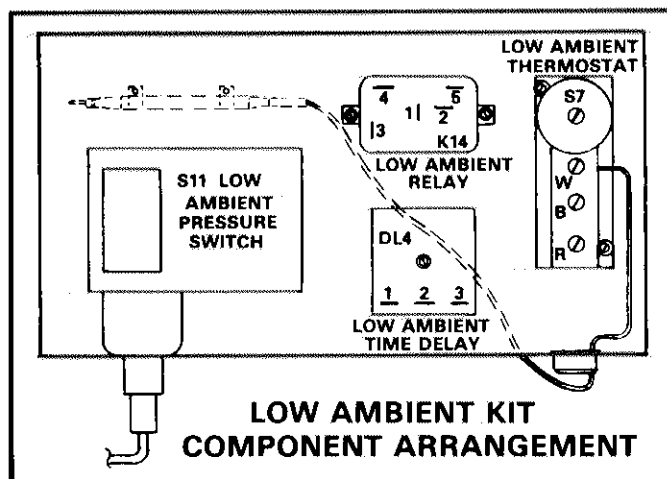 LOW AMBIENT
THERMOSTAT
S7
4
5
1
2
3
K14
LOW AMBIENT
RELAY
W
B
R
S11 LOW
AMBIENT
PRESSURE
SWITCH
DL4
1 2 3
LOW AMBIENT
TIME DELAY
LOW AMBIENT KIT
COMPONENT ARRANGEMENT